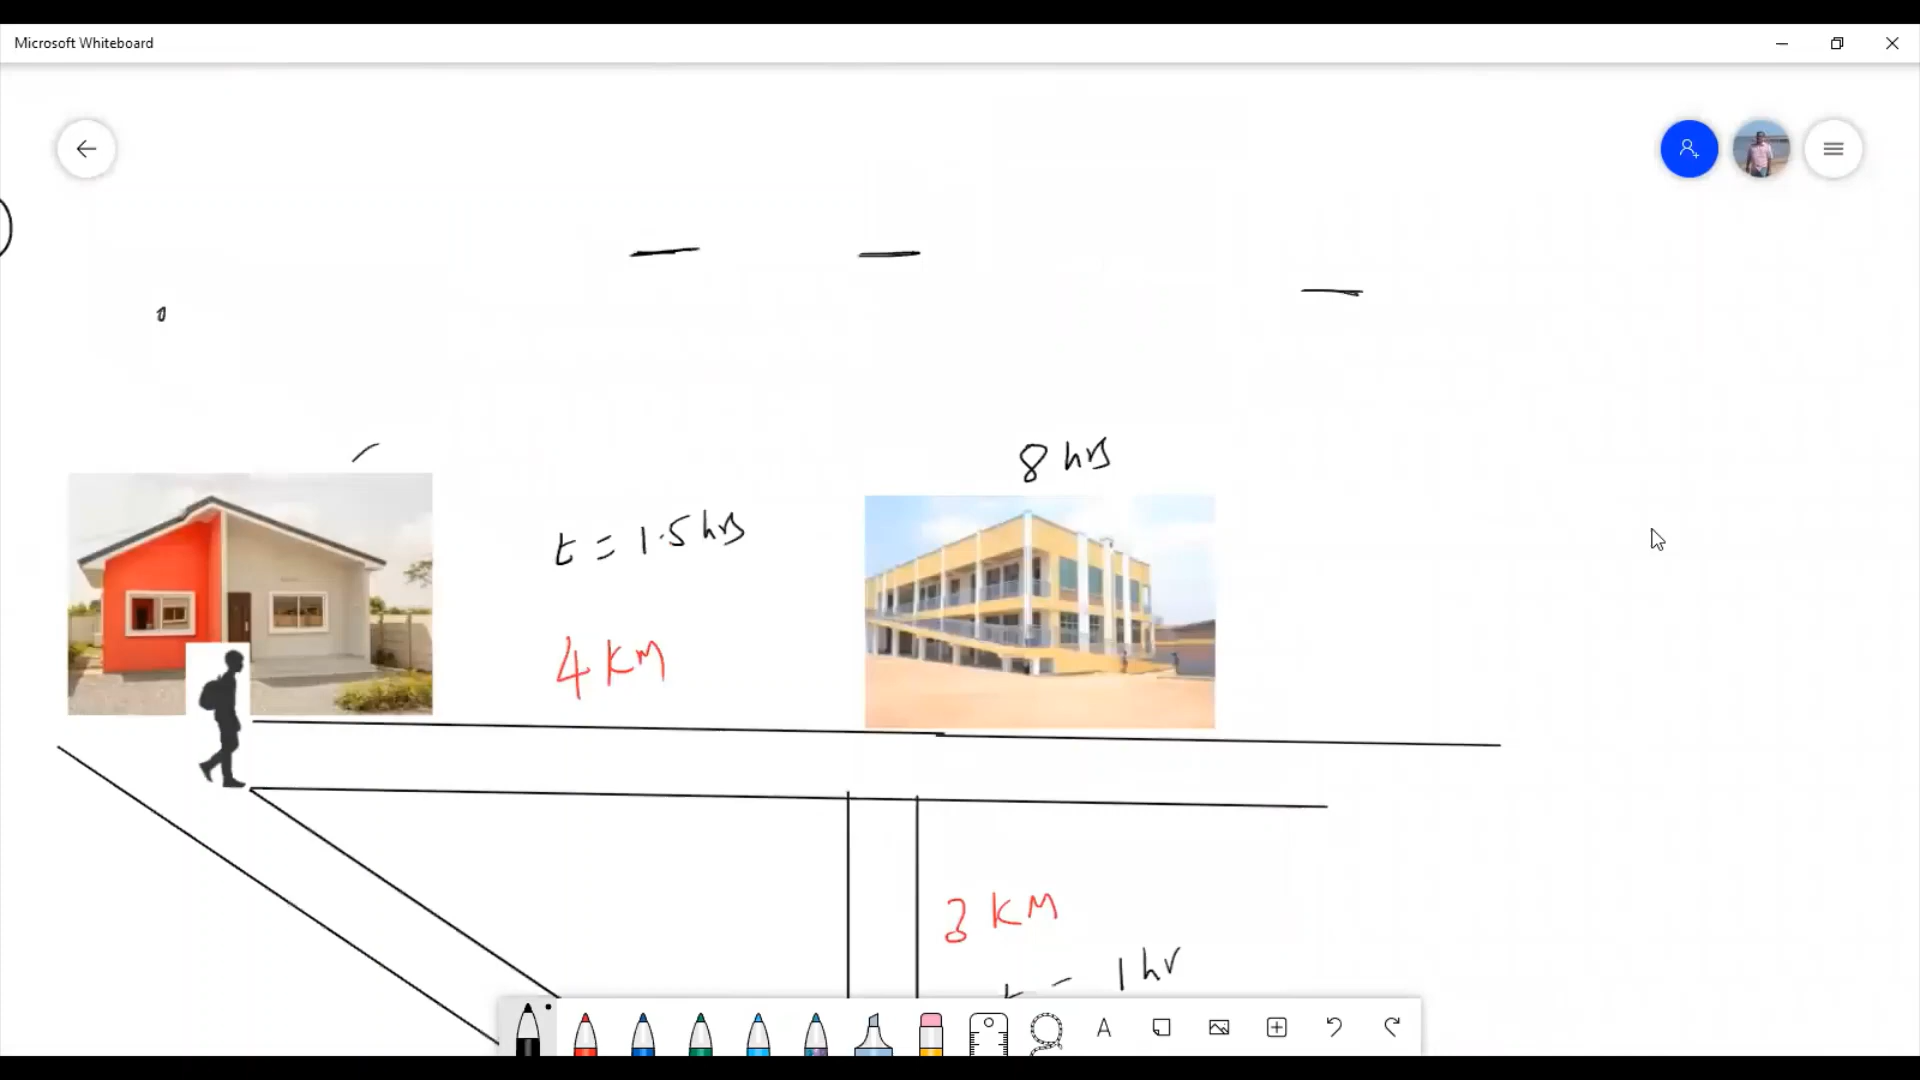 Microsoft Whiteboard
8 hrs
t = 1.5 hrs
4 KM
3 KM
t = 1 hr
A